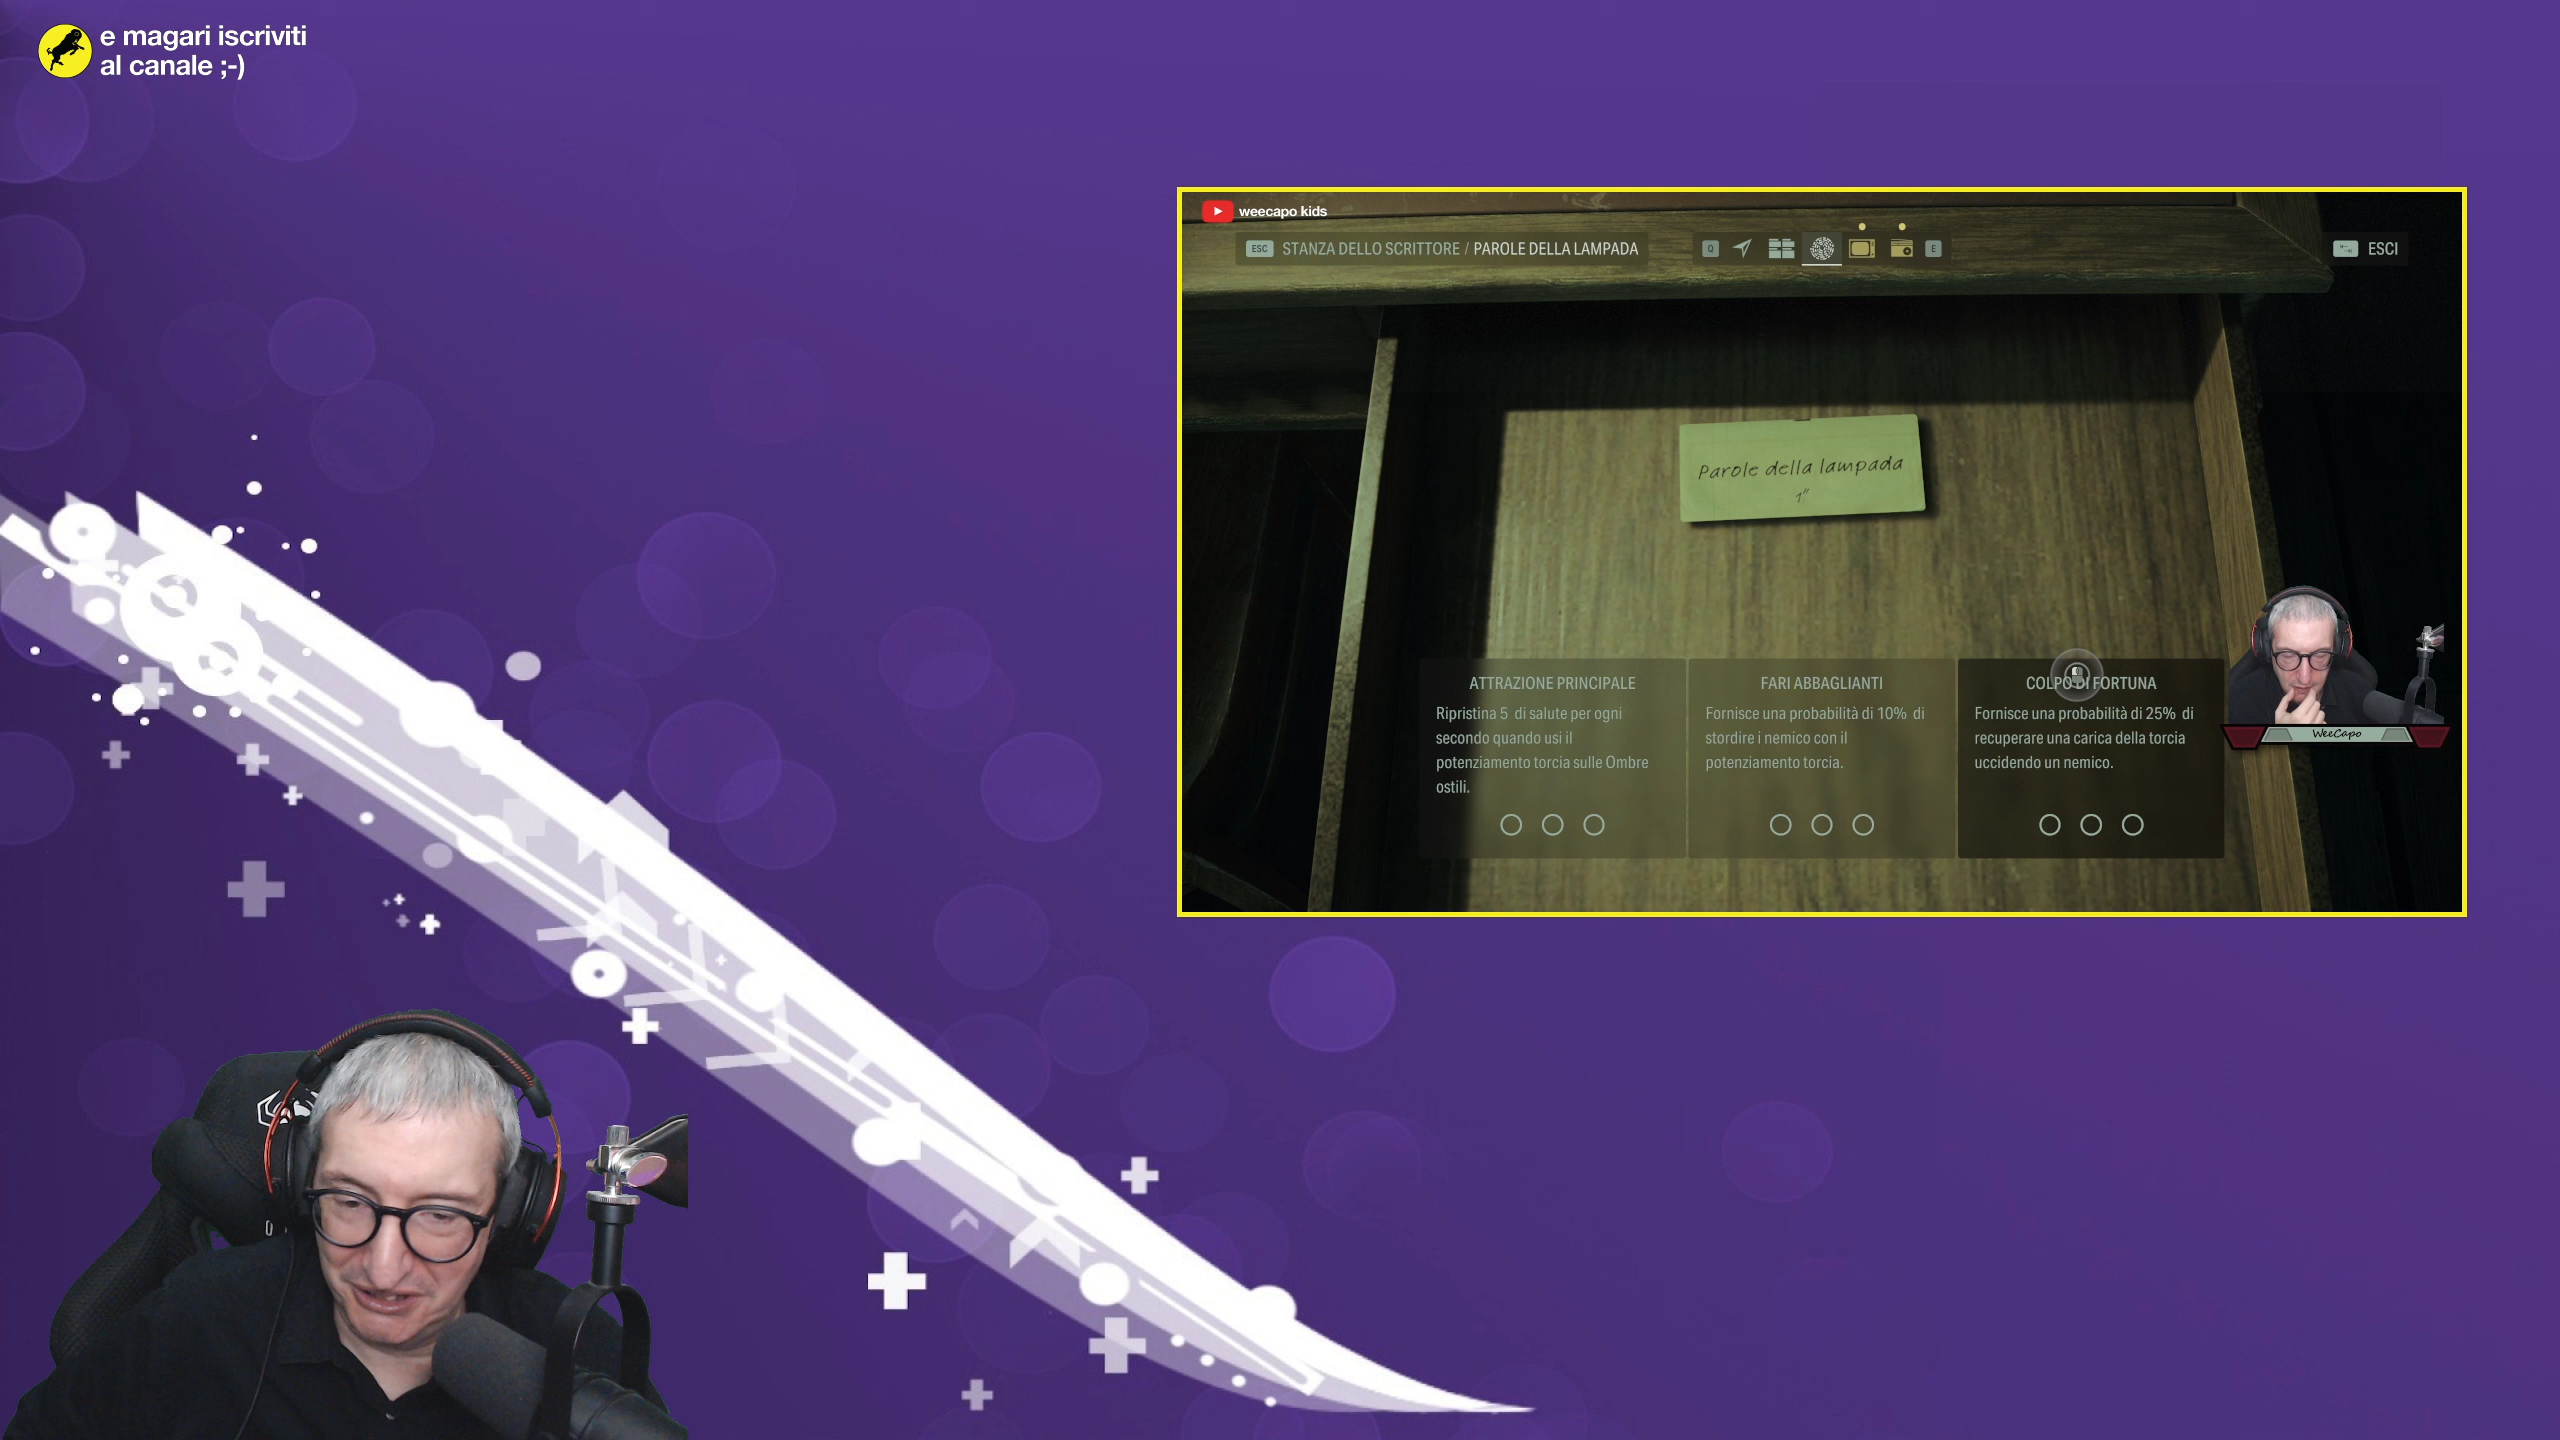 e magari iscriviti
al canale ;-)
weecapo kids
ESC STANZA DELLO SCRITTORE / PAROLE DELLA LAMPADA
Q
E
ESCI
Parole della lampada
1"
ATTRAZIONE PRINCIPALE
Ripristina 5 di salute per ogni
secondo quando usi il
potenziamento torcia sulle Ombre
ostili.
FARI ABBAGLIANTI
Fornisce una probabilità di 10% di
stordire i nemico con il
potenziamento torcia.
COLPO DI FORTUNA
Fornisce una probabilità di 25% di
recuperare una carica della torcia
uccidendo un nemico.
WeeCapo